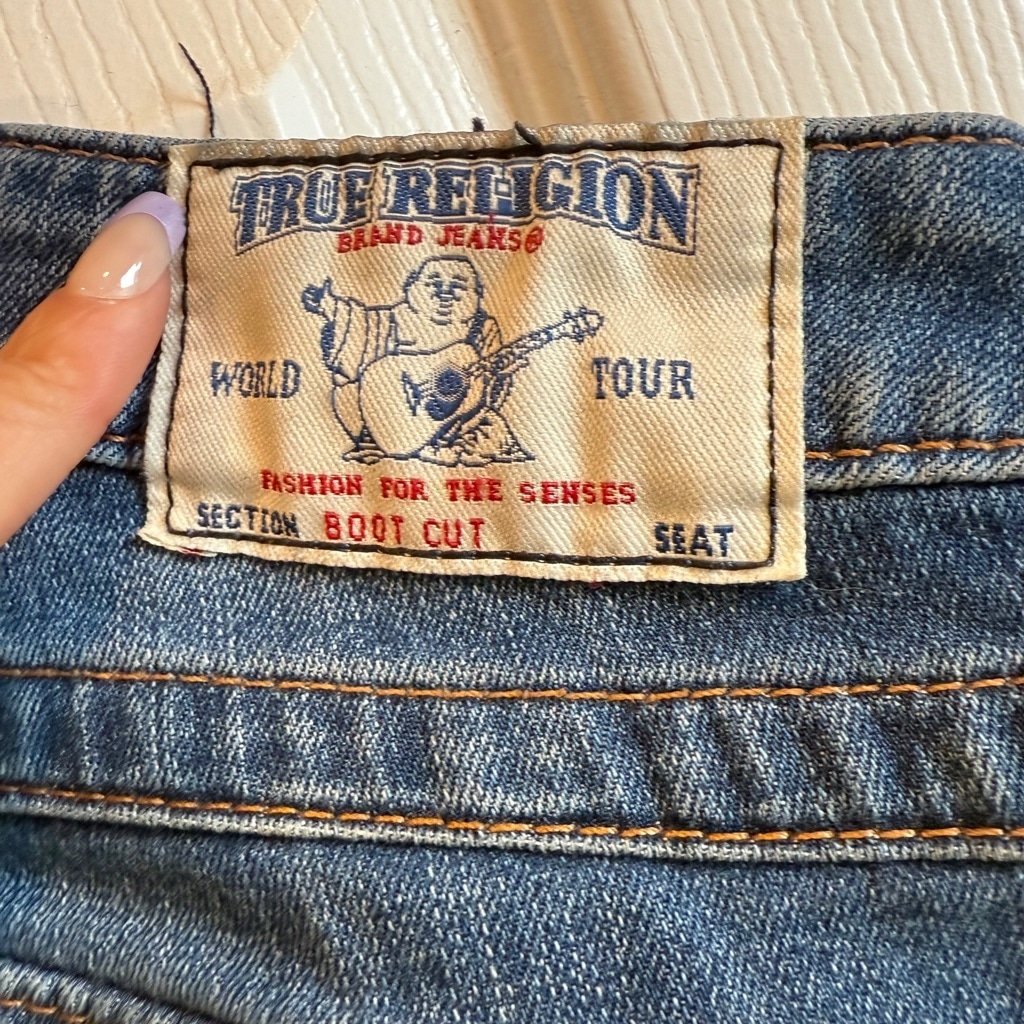 TRUE RELIGION
BRAND JEANS®
WORLD TOUR
FASHION FOR THE SENSES
SECTION BOOT CUT SEAT